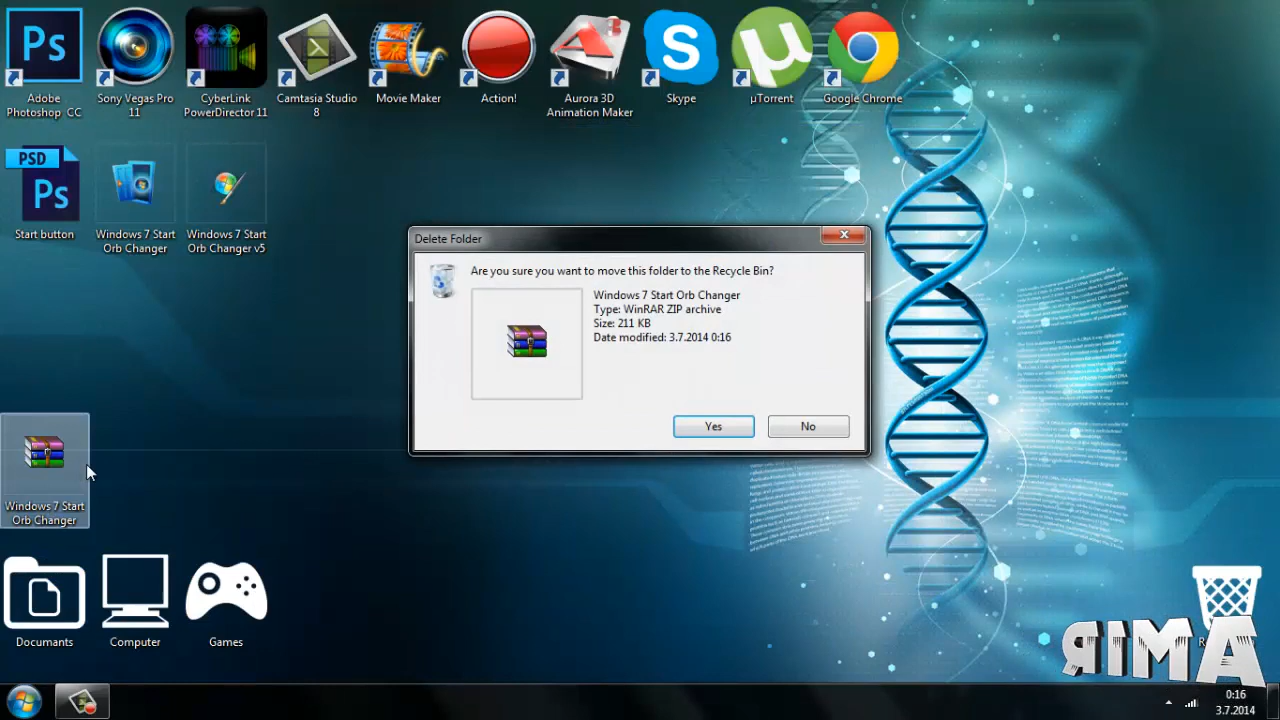 Ps
S
µ
Adobe Photoshop CC
Sony Vegas Pro 11
CyberLink PowerDirector 11
Camtasia Studio 8
Movie Maker
Action!
Aurora 3D Animation Maker
Skype
µTorrent
Google Chrome
PSD
Ps
Start button
Windows 7 Start Orb Changer
Windows 7 Start Orb Changer v5
Delete Folder
Are you sure you want to move this folder to the Recycle Bin?
Windows 7 Start Orb Changer
Type: WinRAR ZIP archive
Size: 211 KB
Date modified: 3.7.2014 0:16
Yes
No
Windows 7 Start Orb Changer
Documants
Computer
Games
AMIR
0:16
3.7.2014